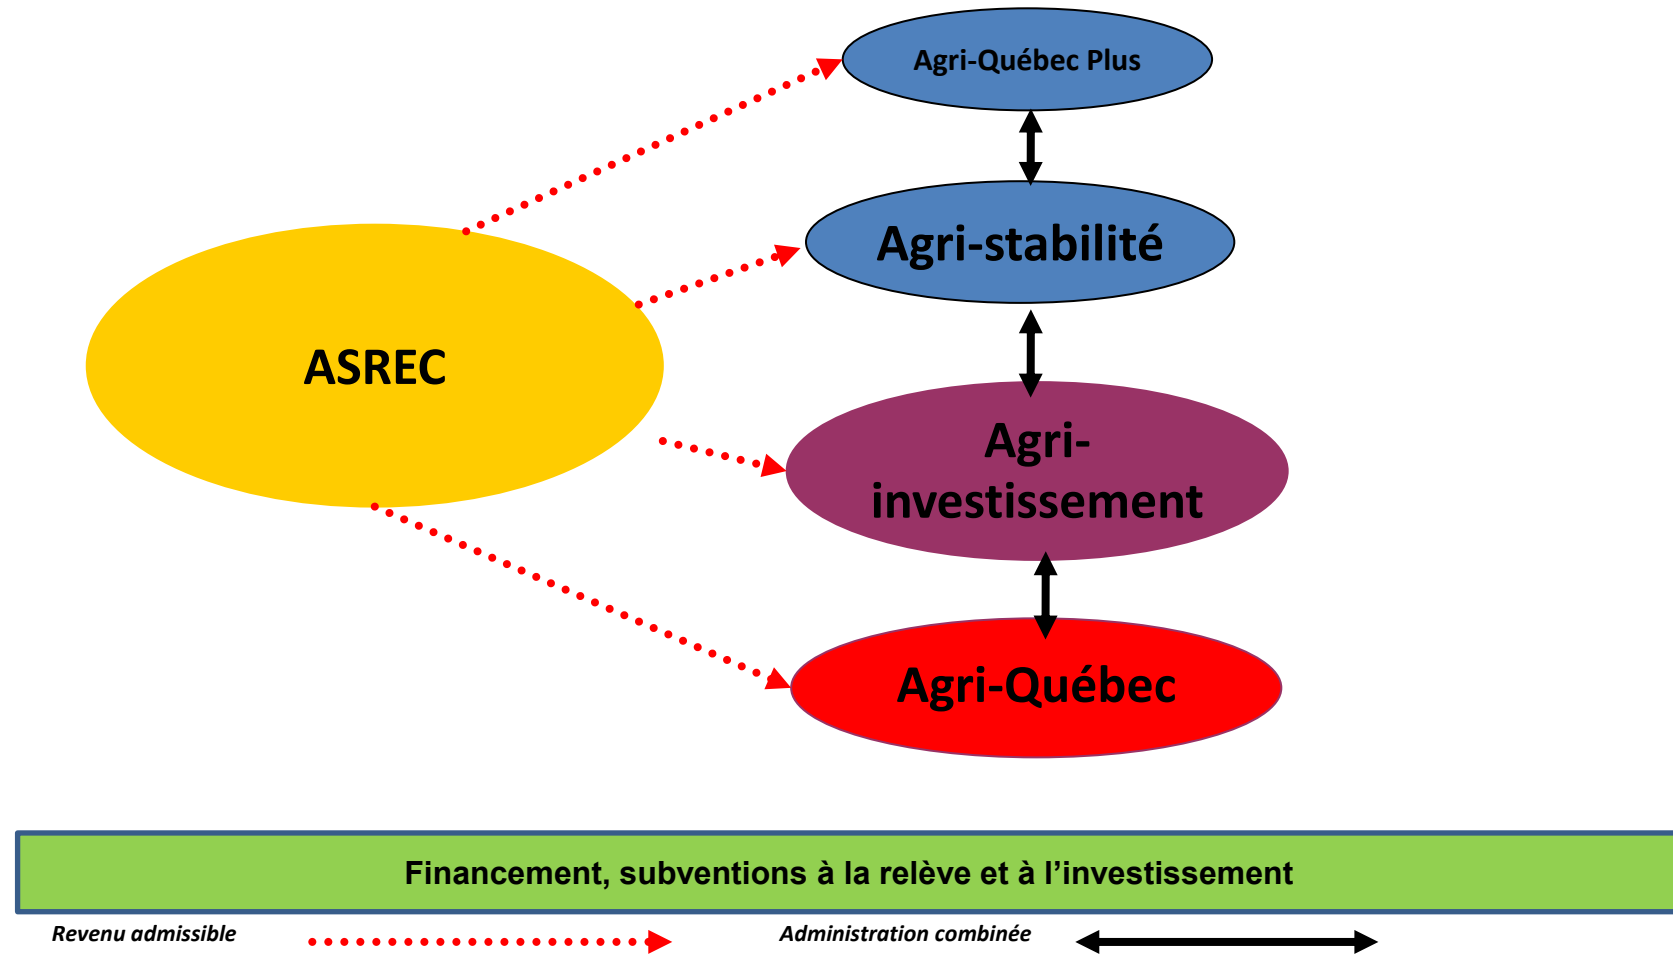 Agri-Québec Plus
Agri-stabilité
ASREC
Agri-
investissement
Agri-Québec
Financement, subventions à la relève et à l’investissement
Revenu admissible
Administration combinée